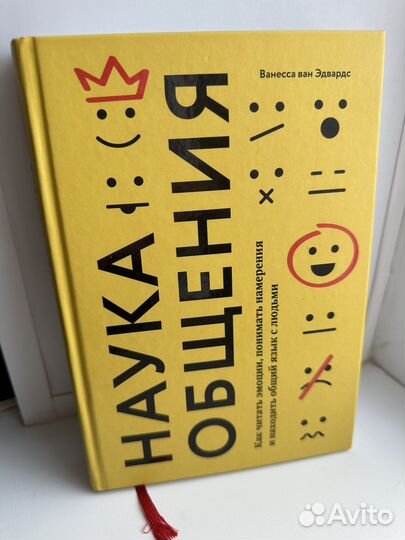 Ванесса ван Эдвардс
НАУКА
ОБЩЕНИЯ
Как читать эмоции, понимать намерения
и находить общий язык с людьми
Avito